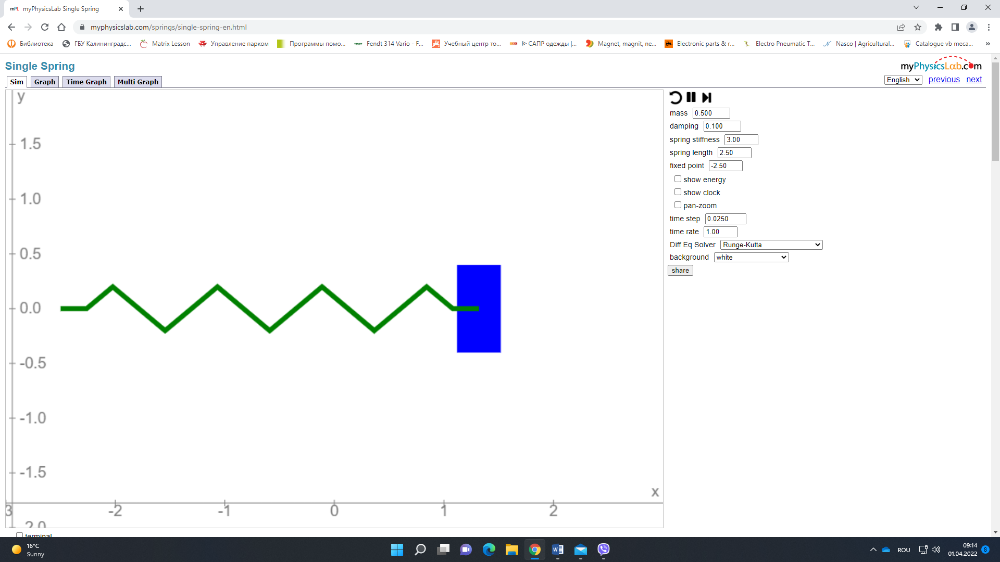 mPL myPhysicsLab Single Spring
myphysicslab.com/springs/single-spring-en.html
Библиотека ГБУ Калининградс... Matrix Lesson Управление парком Программы помо... Fendt 314 Vario - F... Учебный центр то... ᐅ САПР одежды |... Magnet, magnit, ne... Electronic parts & r... Electro Pneumatic T... Nasco | Agricultural... Catalogue vb meca... »
Single Spring
myPhysicsLab.com
Sim Graph Time Graph Multi Graph
English previous next
y
1.5
1.0
0.5
0.0
-0.5
-1.0
-1.5
x
3 -2 -1 0 1 2
2.0
mass 0.500
damping 0.100
spring stiffness 3.00
spring length 2.50
fixed point -2.50
show energy
show clock
pan-zoom
time step 0.0250
time rate 1.00
Diff Eq Solver Runge-Kutta
background white
share
terminal
16°C
Sunny
ROU
09:14
01.04.2022
8